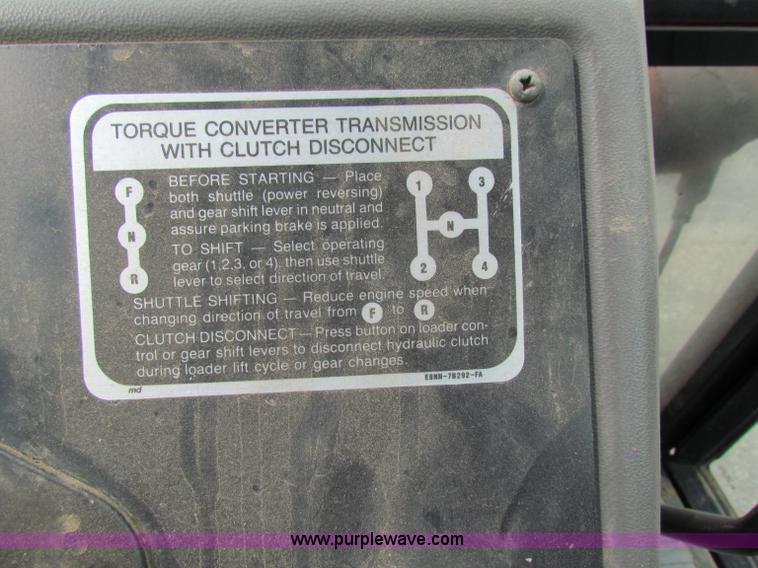 TORQUE CONVERTER TRANSMISSION
WITH CLUTCH DISCONNECT
F
N
R
BEFORE STARTING — Place
both shuttle (power reversing)
and gear shift lever in neutral and
assure parking brake is applied.
TO SHIFT — Select operating
gear (1,2,3, or 4), then use shuttle
lever to select direction of travel.
1 3
N
2 4
SHUTTLE SHIFTING — Reduce engine speed when
changing direction of travel from F to R
CLUTCH DISCONNECT — Press button on loader con-
trol or gear shift levers to disconnect hydraulic clutch
during loader lift cycle or gear changes.
md
E8NN-7B292-FA
www.purplewave.com